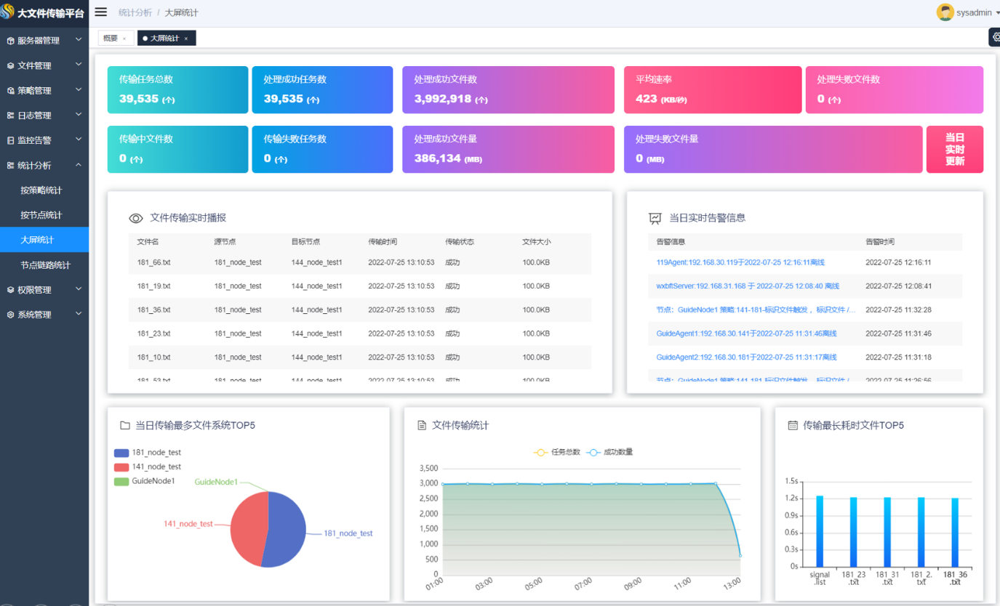 大文件传输平台
统计分析 / 大屏统计
sysadmin
概要 ×
大屏统计 ×
服务器管理
文件管理
策略管理
日志管理
监控告警
统计分析
按策略统计
按节点统计
大屏统计
节点链路统计
权限管理
系统管理
传输任务总数
39,535 (个)
处理成功任务数
39,535 (个)
处理成功文件数
3,992,918 (个)
平均速率
423 (KB/秒)
处理失败文件数
0 (个)
传输中文件数
0 (个)
传输失败任务数
0 (个)
处理成功文件量
386,134 (MB)
处理失败文件量
0 (MB)
当日
实时
更新
文件传输实时播报
文件名 源节点 目标节点 传输时间 传输状态 文件大小
181_66.txt 181_node_test 144_node_test1 2022-07-25 13:10:53 成功 100.0KB
181_19.txt 181_node_test 144_node_test1 2022-07-25 13:10:53 成功 100.0KB
181_36.txt 181_node_test 144_node_test1 2022-07-25 13:10:53 成功 100.0KB
181_23.txt 181_node_test 144_node_test1 2022-07-25 13:10:53 成功 100.0KB
181_10.txt 181_node_test 144_node_test1 2022-07-25 13:10:53 成功 100.0KB
181_53.txt 181_node_test 144_node_test1 2022-07-25 13:10:53 成功 100.0KB
当日实时告警信息
告警信息 告警时间
119Agent:192.168.30.119于2022-07-25 12:16:11离线 2022-07-25 12:16:11
wxbftServer:192.168.31.168 于 2022-07-25 12:08:40 离线 2022-07-25 12:08:41
节点：GuideNode1 策略:141-181-标识文件触发 ，标识文件 /... 2022-07-25 11:32:28
GuideAgent1:192.168.30.141于2022-07-25 11:31:46离线 2022-07-25 11:31:46
GuideAgent2:192.168.30.181于2022-07-25 11:31:17离线 2022-07-25 11:31:18
节点：GuideNode1 策略:141-181-标识文件触发 ，标识文件 /... 2022-07-25 11:26:56
当日传输最多文件系统TOP5
181_node_test
141_node_test
GuideNode1
GuideNode1
141_node_test
181_node_test
文件传输统计
任务总数 成功数量
3,500
3,000
2,500
2,000
1,500
1,000
500
0
01:00 03:00 05:00 07:00 09:00 11:00 13:00
传输最长耗时文件TOP5
1.5s
1.2s
0.9s
0.6s
0.3s
0s
signal 181_23 181_31 181_2. 181_36
.list .txt .txt txt .txt